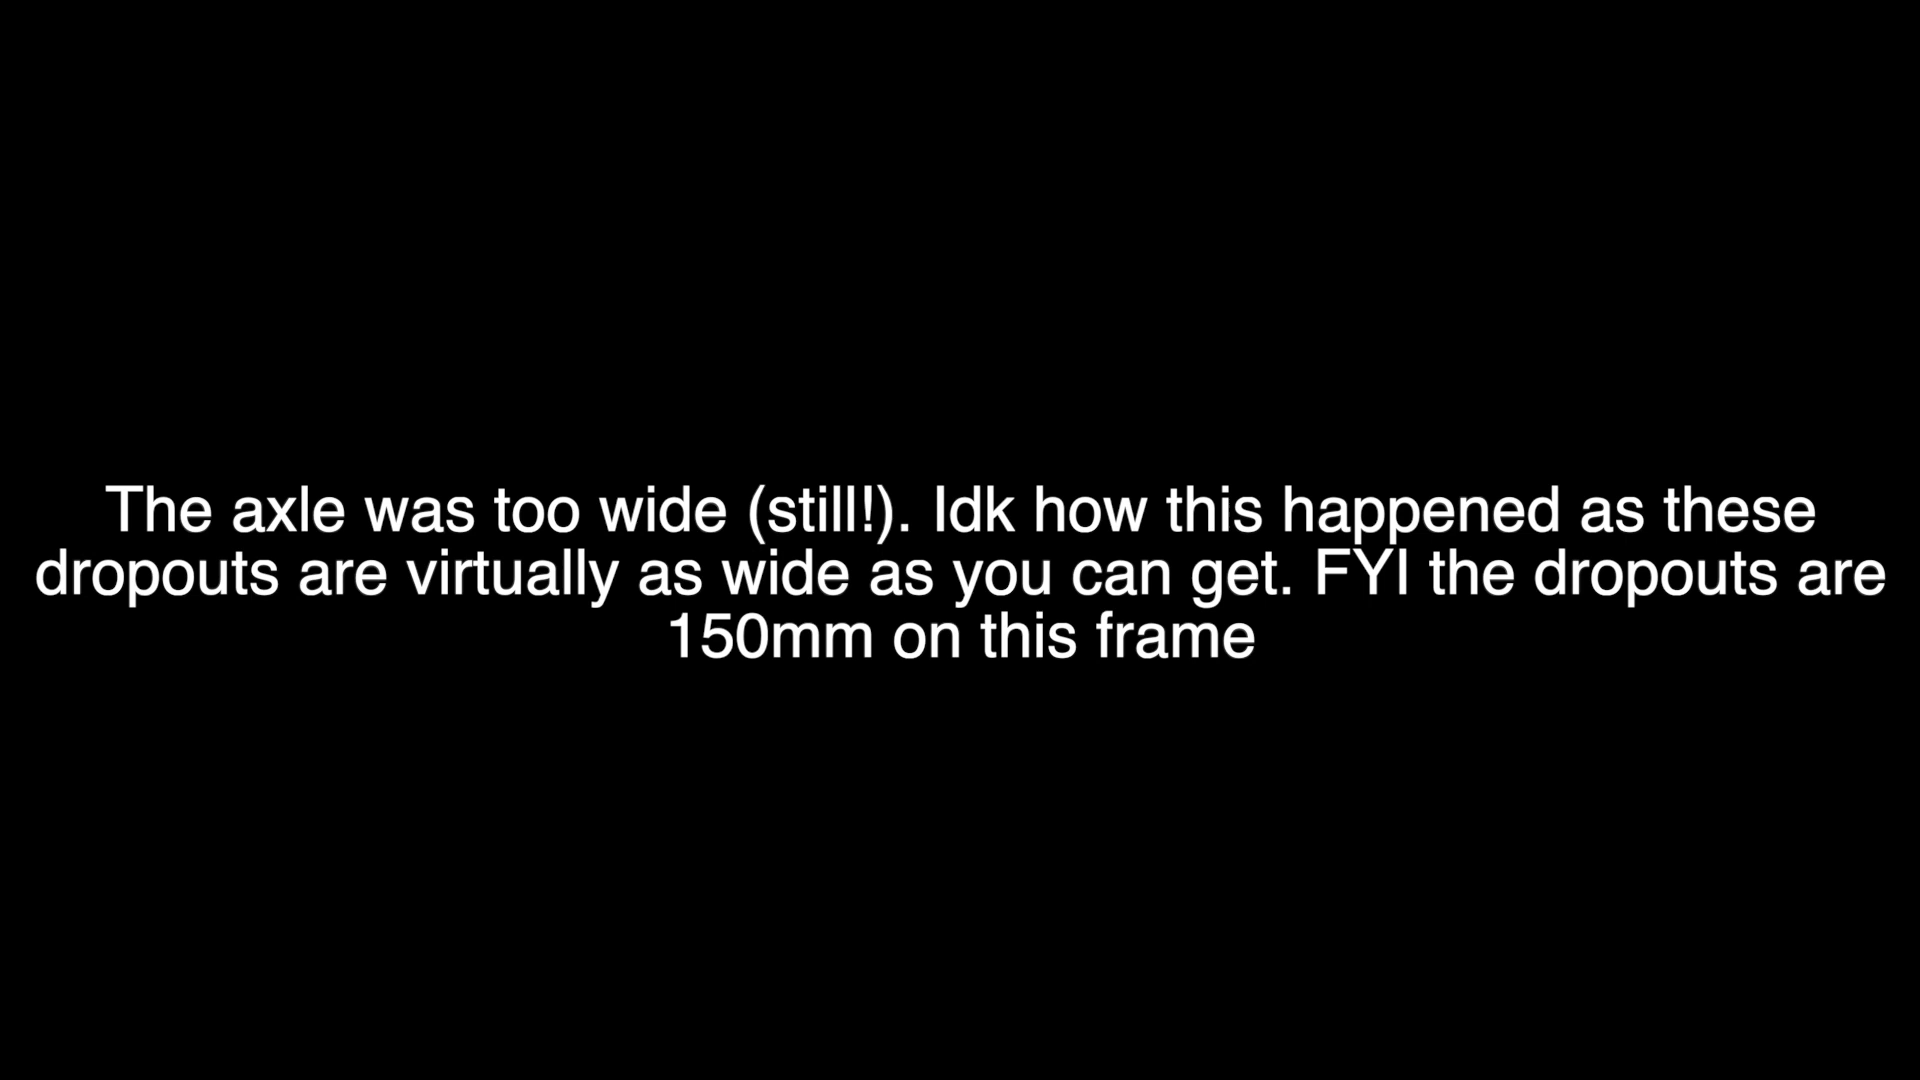 The axle was too wide (still!). Idk how this happened as these
dropouts are virtually as wide as you can get. FYI the dropouts are
150mm on this frame